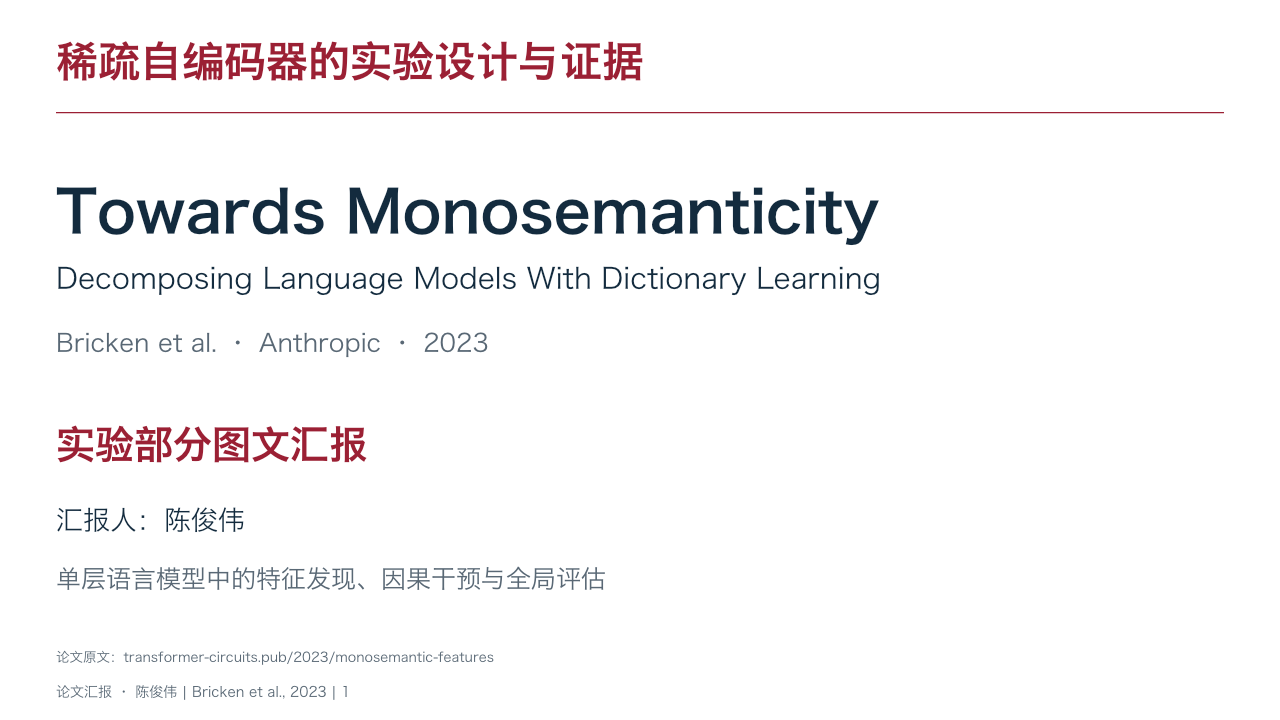 稀疏自编码器的实验设计与证据
Towards Monosemanticity
Decomposing Language Models With Dictionary Learning
Bricken et al. · Anthropic · 2023
实验部分图文汇报
汇报人：陈俊伟
单层语言模型中的特征发现、因果干预与全局评估
论文原文：transformer-circuits.pub/2023/monosemantic-features
论文汇报 · 陈俊伟 | Bricken et al., 2023 | 1